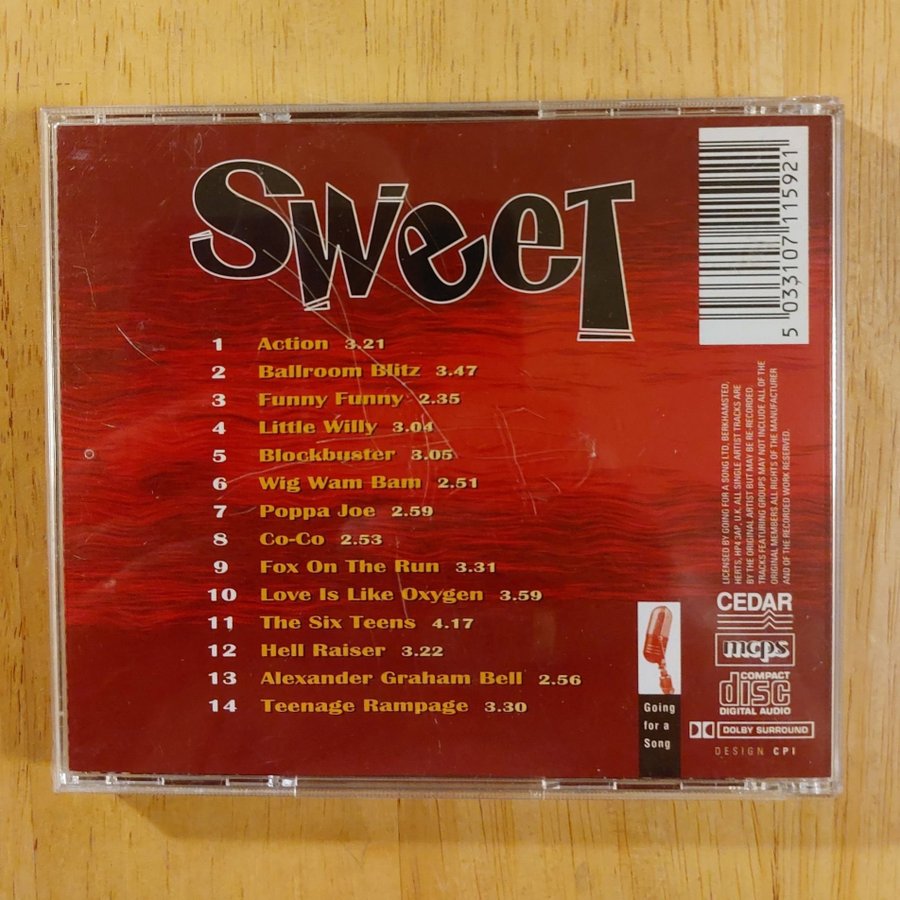 SWEET
1 Action 3.21
2 Ballroom Blitz 3.47
3 Funny Funny 2.35
4 Little Willy 3.04
5 Blockbuster 3.05
6 Wig Wam Bam 2.51
7 Poppa Joe 2.59
8 Co-Co 2.53
9 Fox On The Run 3.31
10 Love Is Like Oxygen 3.59
11 The Six Teens 4.17
12 Hell Raiser 3.22
13 Alexander Graham Bell 2.56
14 Teenage Rampage 3.30
5 033107 115921
LICENSED BY GOING FOR A SONG LTD. BERKHAMSTED,
HERTS, HP4 3AP, U.K. ALL SINGLE ARTIST TRACKS ARE
BY THE ORIGINAL ARTIST BUT MAY BE RE-RECORDED.
TRACKS FEATURING GROUPS MAY NOT INCLUDE ALL OF THE
ORIGINAL MEMBERS ALL RIGHTS OF THE MANUFACTURER
AND OF THE RECORDED WORK RESERVED.
Going
for a
Song
CEDAR
mcps
COMPACT
disc
DIGITAL AUDIO
DOLBY SURROUND
DESIGN CPI